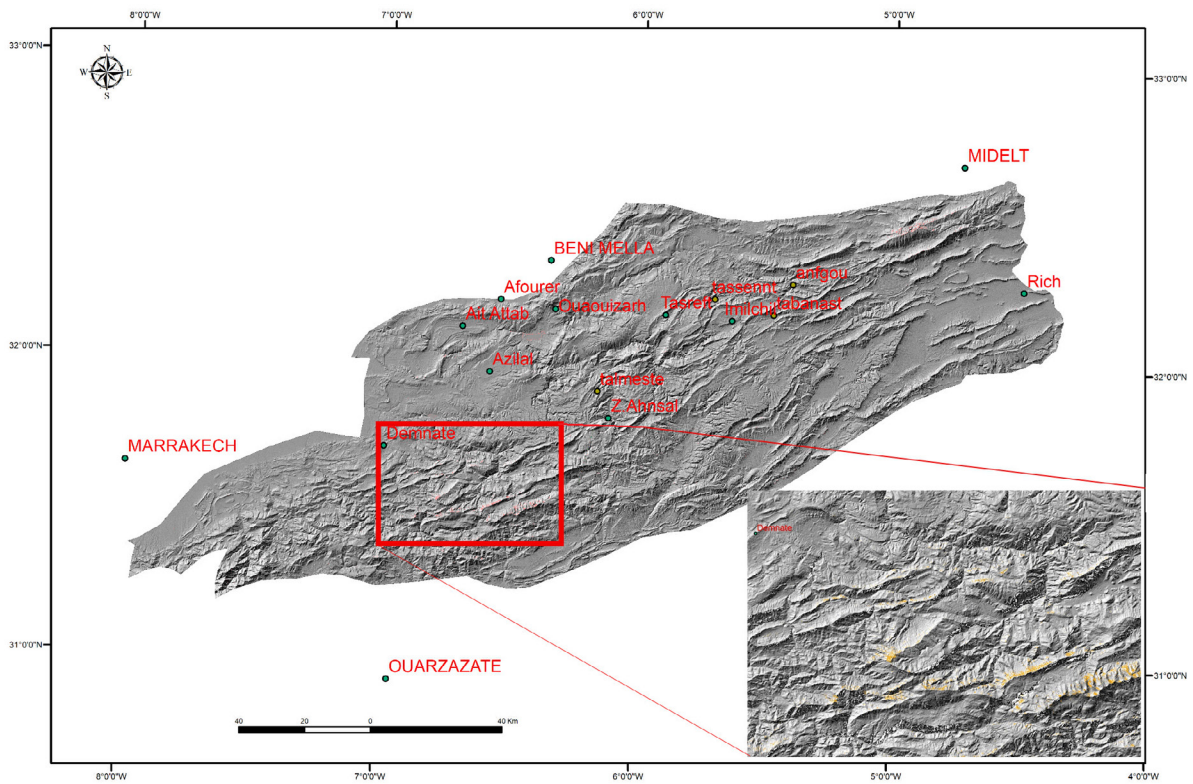 8°0'0"W 7°0'0"W 6°0'0"W 5°0'0"W
33°0'0"N
33°0'0"N
N
W E
S
MIDELT
BENI MELLA
anfgou
Afourer
tassennt
Rich
Ouaouizarh
Tasreft
tabanast
Ait Attab
Imilchil
32°0'0"N
Azilal
32°0'0"N
talmeste
Z.Ahnsal
Demnate
MARRAKECH
Demnate
31°0'0"N
OUARZAZATE
31°0'0"N
40 20 0 40 Km
8°0'0"W 7°0'0"W 6°0'0"W 5°0'0"W 4°0'0"W